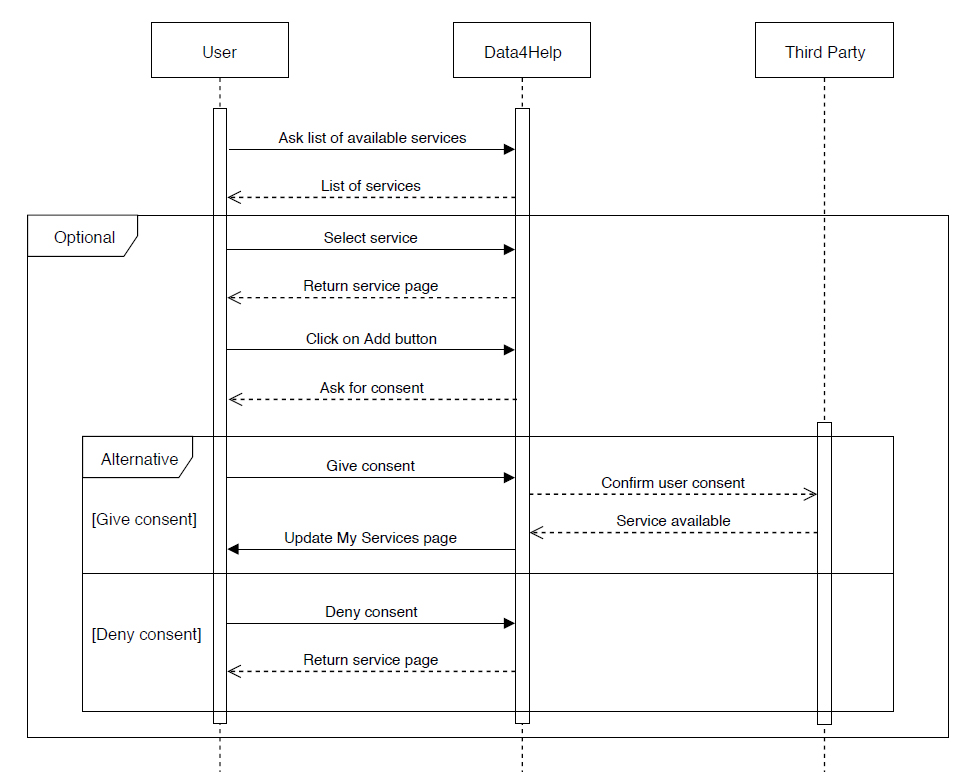 User
Data4Help
Third Party
Ask list of available services
List of services
Optional
Select service
Return service page
Click on Add button
Ask for consent
Alternative
Give consent
Confirm user consent
[Give consent]
Service available
Update My Services page
Deny consent
[Deny consent]
Return service page